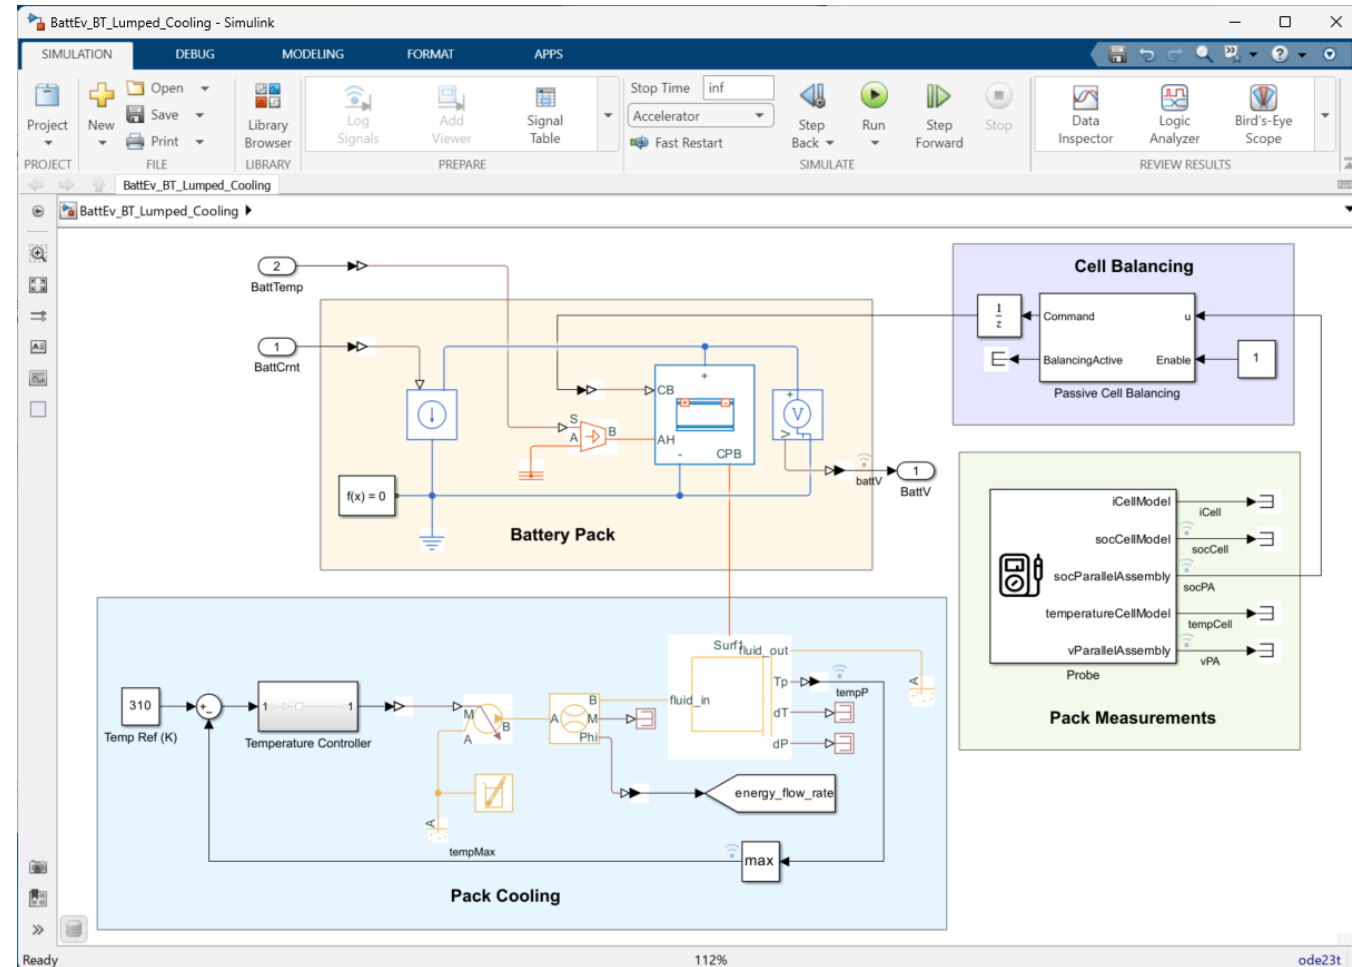 BattEv_BT_Lumped_Cooling - Simulink
SIMULATION
DEBUG
MODELING
FORMAT
APPS
Project
New
Open
Save
Print
Library
Browser
Log
Signals
Add
Viewer
Signal
Table
Stop Time
inf
Accelerator
Fast Restart
Step
Back
Run
Step
Forward
Stop
Data
Inspector
Logic
Analyzer
Bird's-Eye
Scope
PROJECT
FILE
LIBRARY
PREPARE
SIMULATE
REVIEW RESULTS
BattEv_BT_Lumped_Cooling
BattEv_BT_Lumped_Cooling
2
BattTemp
1
BattCrnt
CB
+
-
AH
CPB
S
A
B
+
V
V
f(x) = 0
battV
1
BattV
Battery Pack
Cell Balancing
1
z
Command
u
BalancingActive
Enable
1
Passive Cell Balancing
iCellModel
iCell
socCellModel
socCell
socParallelAssembly
socPA
temperatureCellModel
tempCell
vParallelAssembly
vPA
Probe
Pack Measurements
310
Temp Ref (K)
+
-
1
1
Temperature Controller
M
A
B
A
B
M
Phi
Surf1
fluid_out
fluid_in
Tp
dT
dP
tempP
A
A
energy_flow_rate
tempMax
max
Pack Cooling
Ready
112%
ode23t